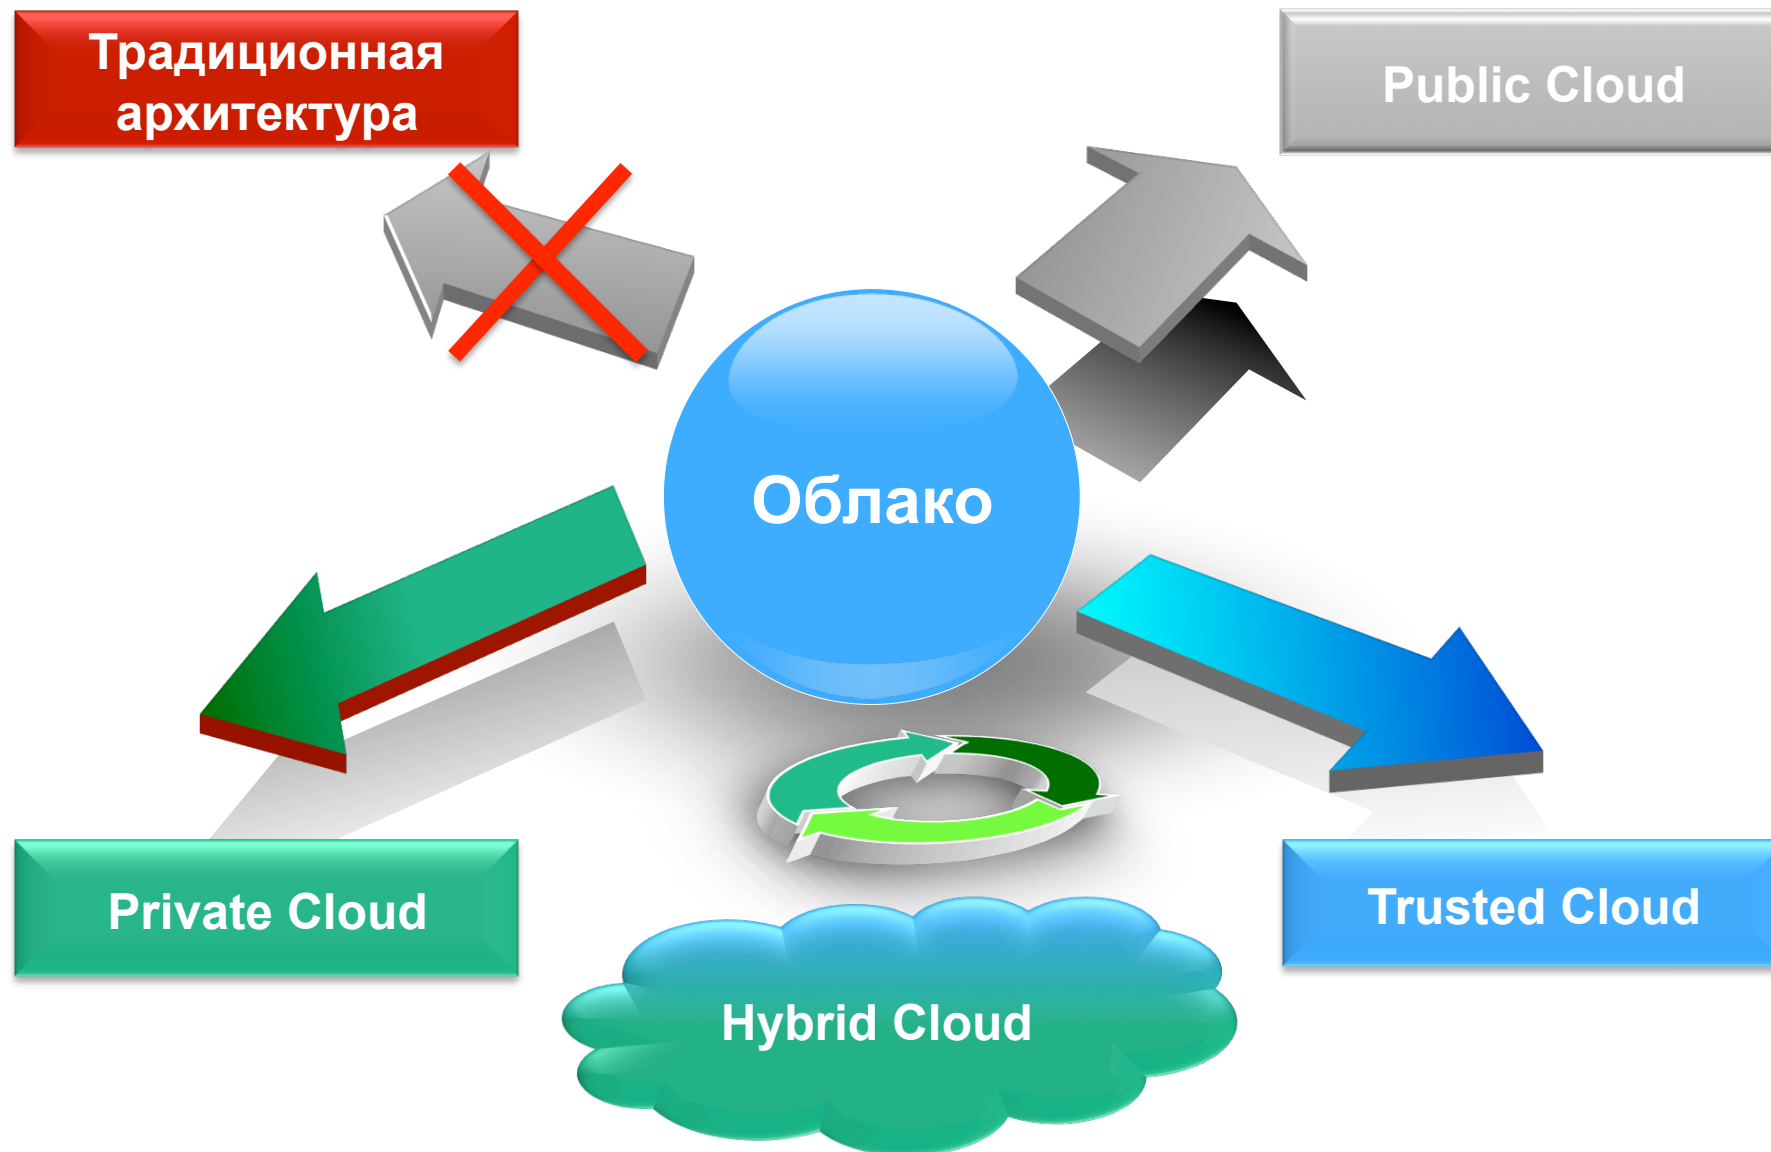 Традиционная
архитектура
Public Cloud
Облако
Private Cloud
Trusted Cloud
Hybrid Cloud